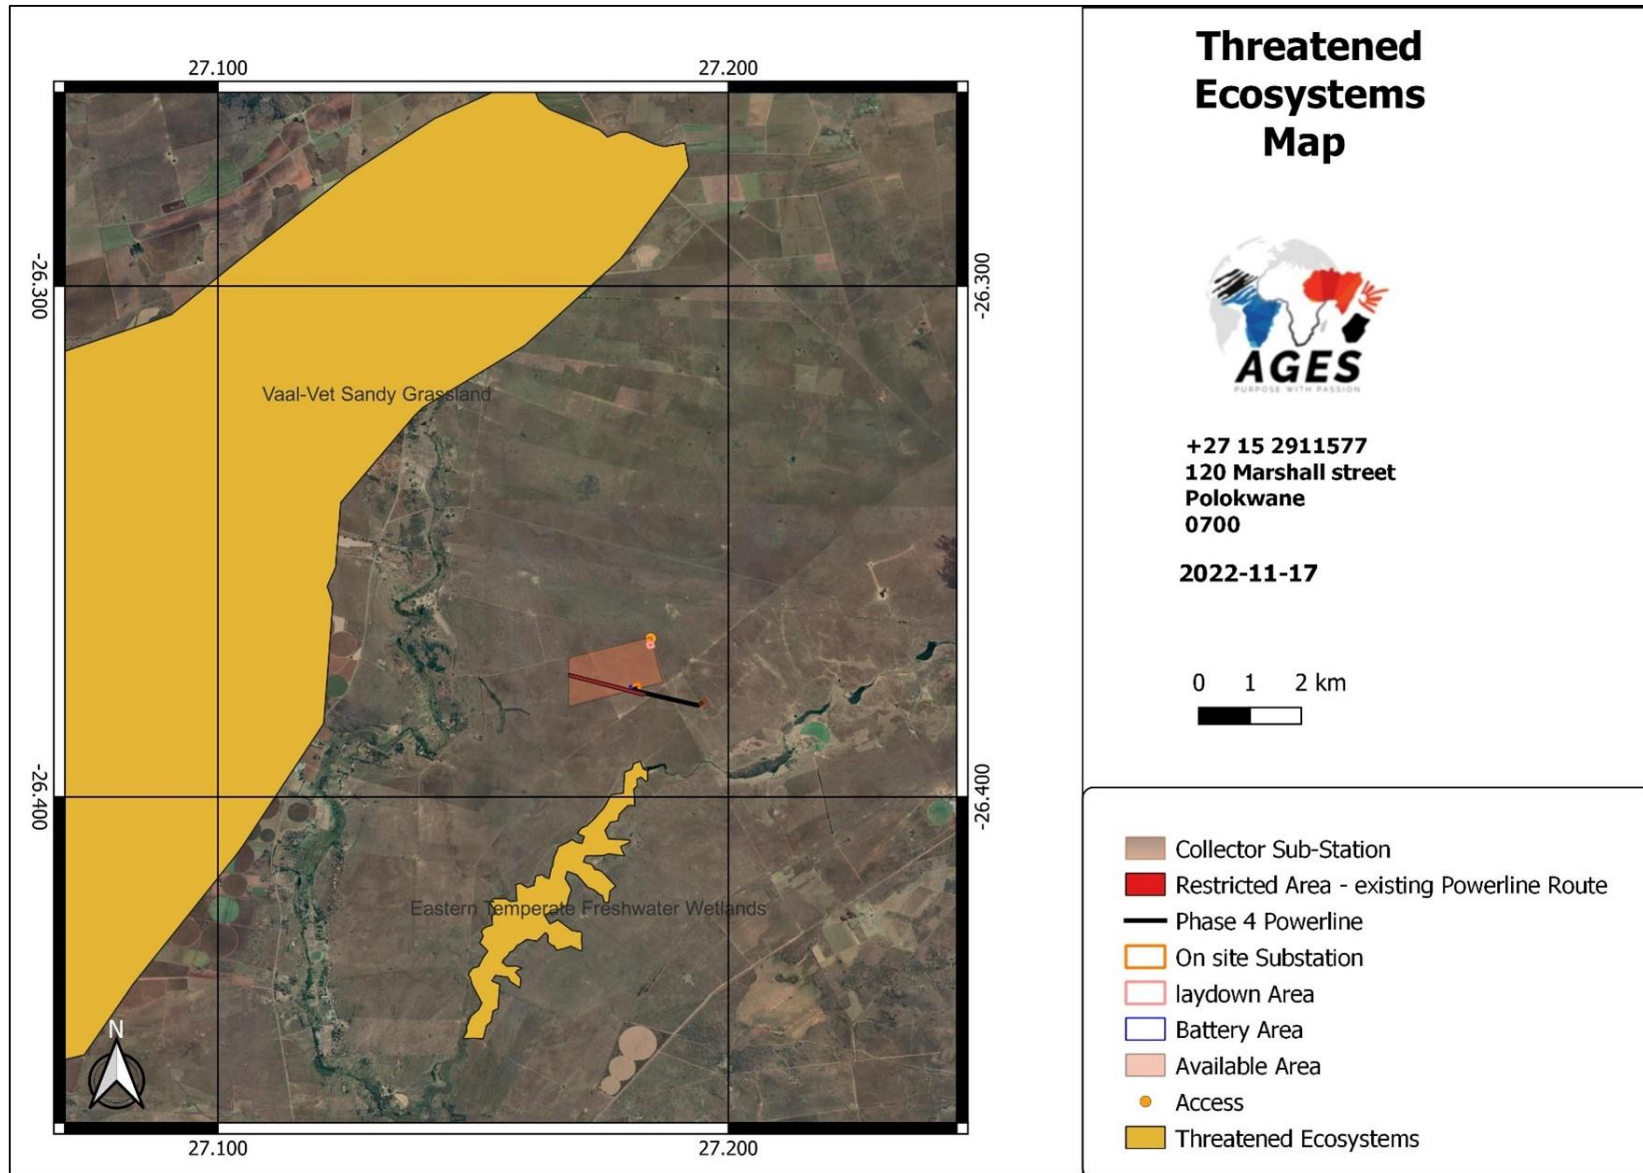 27.100
27.200
-26.300
-26.300
Vaal-Vet Sandy Grassland
-26.400
-26.400
Eastern Temperate Freshwater Wetlands
N
27.100
27.200
Threatened
Ecosystems
Map
AGES
PURPOSE WITH PASSION
+27 15 2911577
120 Marshall street
Polokwane
0700
2022-11-17
0 1 2 km
Collector Sub-Station
Restricted Area - existing Powerline Route
Phase 4 Powerline
On site Substation
laydown Area
Battery Area
Available Area
Access
Threatened Ecosystems